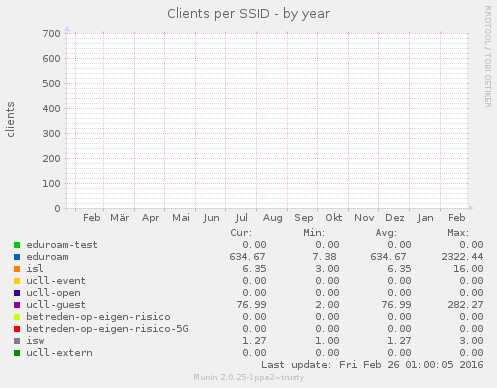 Clients per SSID - by year
RRDTOOL / TOBI OETIKER
clients
700
600
500
400
300
200
100
0
Feb Mär Apr Mai Jun Jul Aug Sep Okt Nov Dez Jan Feb
Cur: Min: Avg: Max:
eduroam-test 0.00 0.00 0.00 0.00
eduroam 634.67 7.38 634.67 2322.44
isl 6.35 3.00 6.35 16.00
ucll-event 0.00 0.00 0.00 0.00
ucll-open 0.00 0.00 0.00 0.00
ucll-guest 76.99 2.00 76.99 282.27
betreden-op-eigen-risico 0.00 0.00 0.00 0.00
betreden-op-eigen-risico-5G 0.00 0.00 0.00 0.00
isw 1.27 1.00 1.27 3.00
ucll-extern 0.00 0.00 0.00 0.00
Last update: Fri Feb 26 01:00:05 2016
Munin 2.0.25-1ppa2~trusty